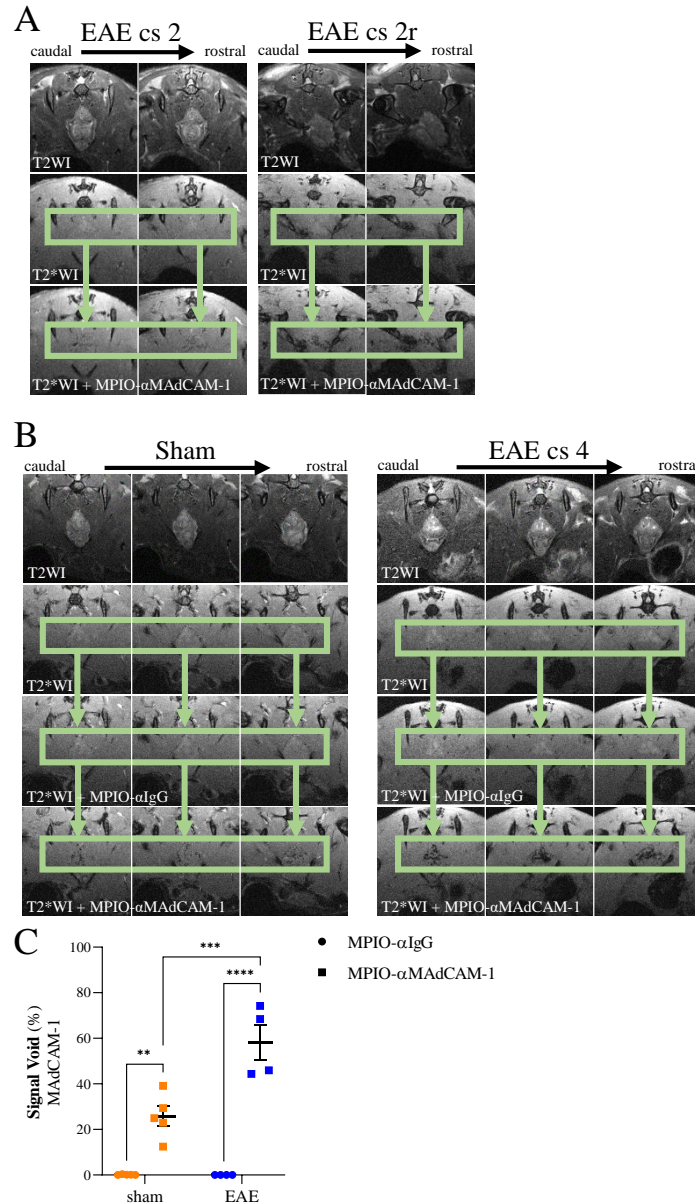 A
EAE cs 2
caudal rostral
EAE cs 2r
caudal rostral
T2WI
T2WI
T2*WI
T2*WI
T2*WI + MPIO-αMAdCAM-1
T2*WI + MPIO-αMAdCAM-1
B
Sham
caudal rostral
EAE cs 4
caudal rostral
T2WI
T2WI
T2*WI
T2*WI
T2*WI + MPIO-αIgG
T2*WI + MPIO-αIgG
T2*WI + MPIO-αMAdCAM-1
T2*WI + MPIO-αMAdCAM-1
C
Signal Void (%)
MAdCAM-1
100
80
60
40
20
0
**
***
****
sham EAE
MPIO-αIgG
MPIO-αMAdCAM-1